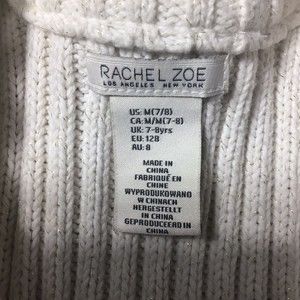 RACHEL ZOE
LOS ANGELES NEW YORK
US: M(7/8)
CA: M/M(7-8)
UK: 7-8yrs
EU: 128
AU: 8
MADE IN
CHINA
FABRIQUÉ EN
CHINE
WYPRODUKOWANO
W CHINACH
HERGESTELLT
IN CHINA
GEPRODUCEERD IN
CHINA